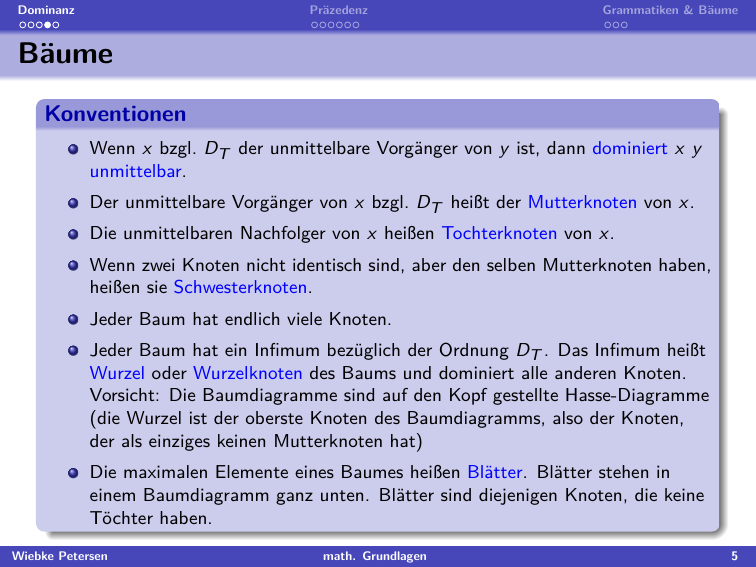 Dominanz Präzedenz Grammatiken & Bäume
Bäume
Konventionen
Wenn x bzgl. D_T der unmittelbare Vorgänger von y ist, dann dominiert x y
unmittelbar.
Der unmittelbare Vorgänger von x bzgl. D_T heißt der Mutterknoten von x.
Die unmittelbaren Nachfolger von x heißen Tochterknoten von x.
Wenn zwei Knoten nicht identisch sind, aber den selben Mutterknoten haben,
heißen sie Schwesterknoten.
Jeder Baum hat endlich viele Knoten.
Jeder Baum hat ein Infimum bezüglich der Ordnung D_T. Das Infimum heißt
Wurzel oder Wurzelknoten des Baums und dominiert alle anderen Knoten.
Vorsicht: Die Baumdiagramme sind auf den Kopf gestellte Hasse-Diagramme
(die Wurzel ist der oberste Knoten des Baumdiagramms, also der Knoten,
der als einziges keinen Mutterknoten hat)
Die maximalen Elemente eines Baumes heißen Blätter. Blätter stehen in
einem Baumdiagramm ganz unten. Blätter sind diejenigen Knoten, die keine
Töchter haben.
Wiebke Petersen math. Grundlagen 5